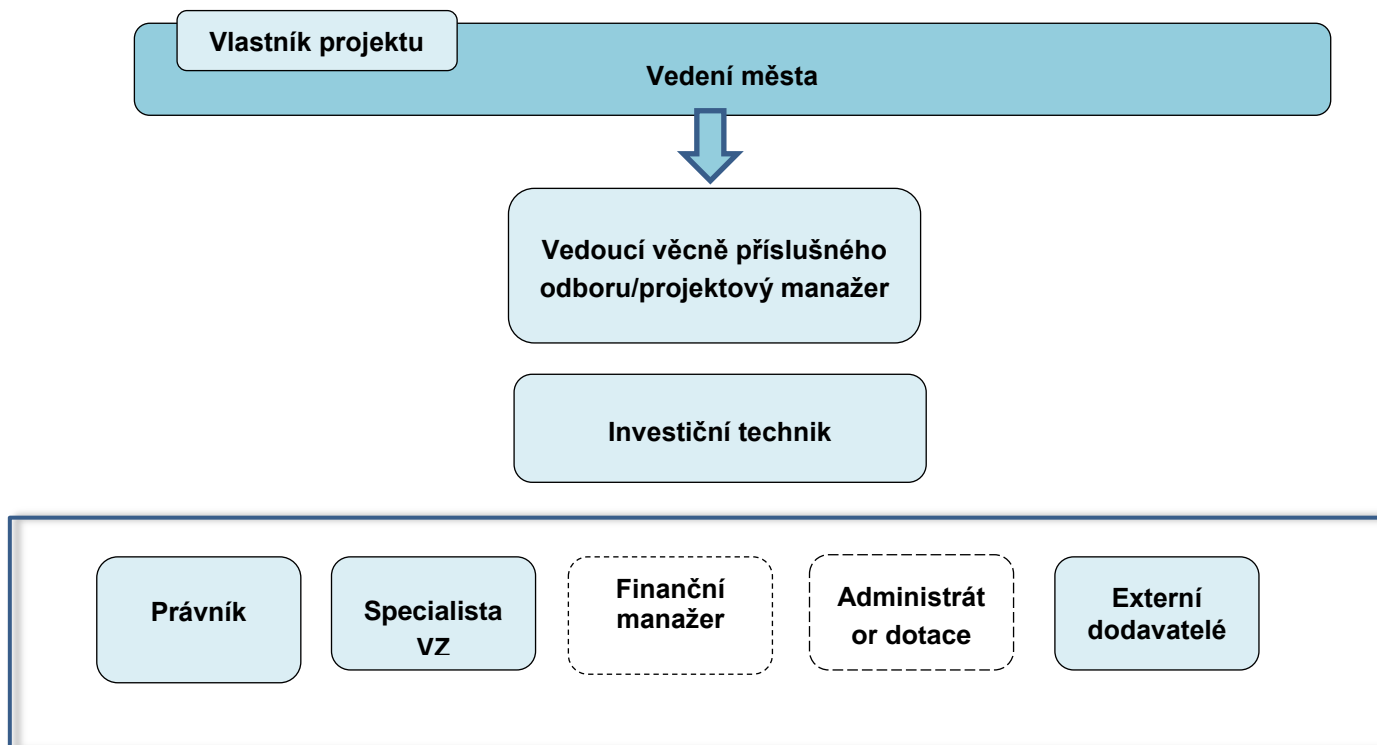 Vlastník projektu
Vedení města
Vedoucí věcně příslušného
odboru/projektový manažer
Investiční technik
Právník
Specialista
VZ
Finanční
manažer
Administrát
or dotace
Externí
dodavatelé